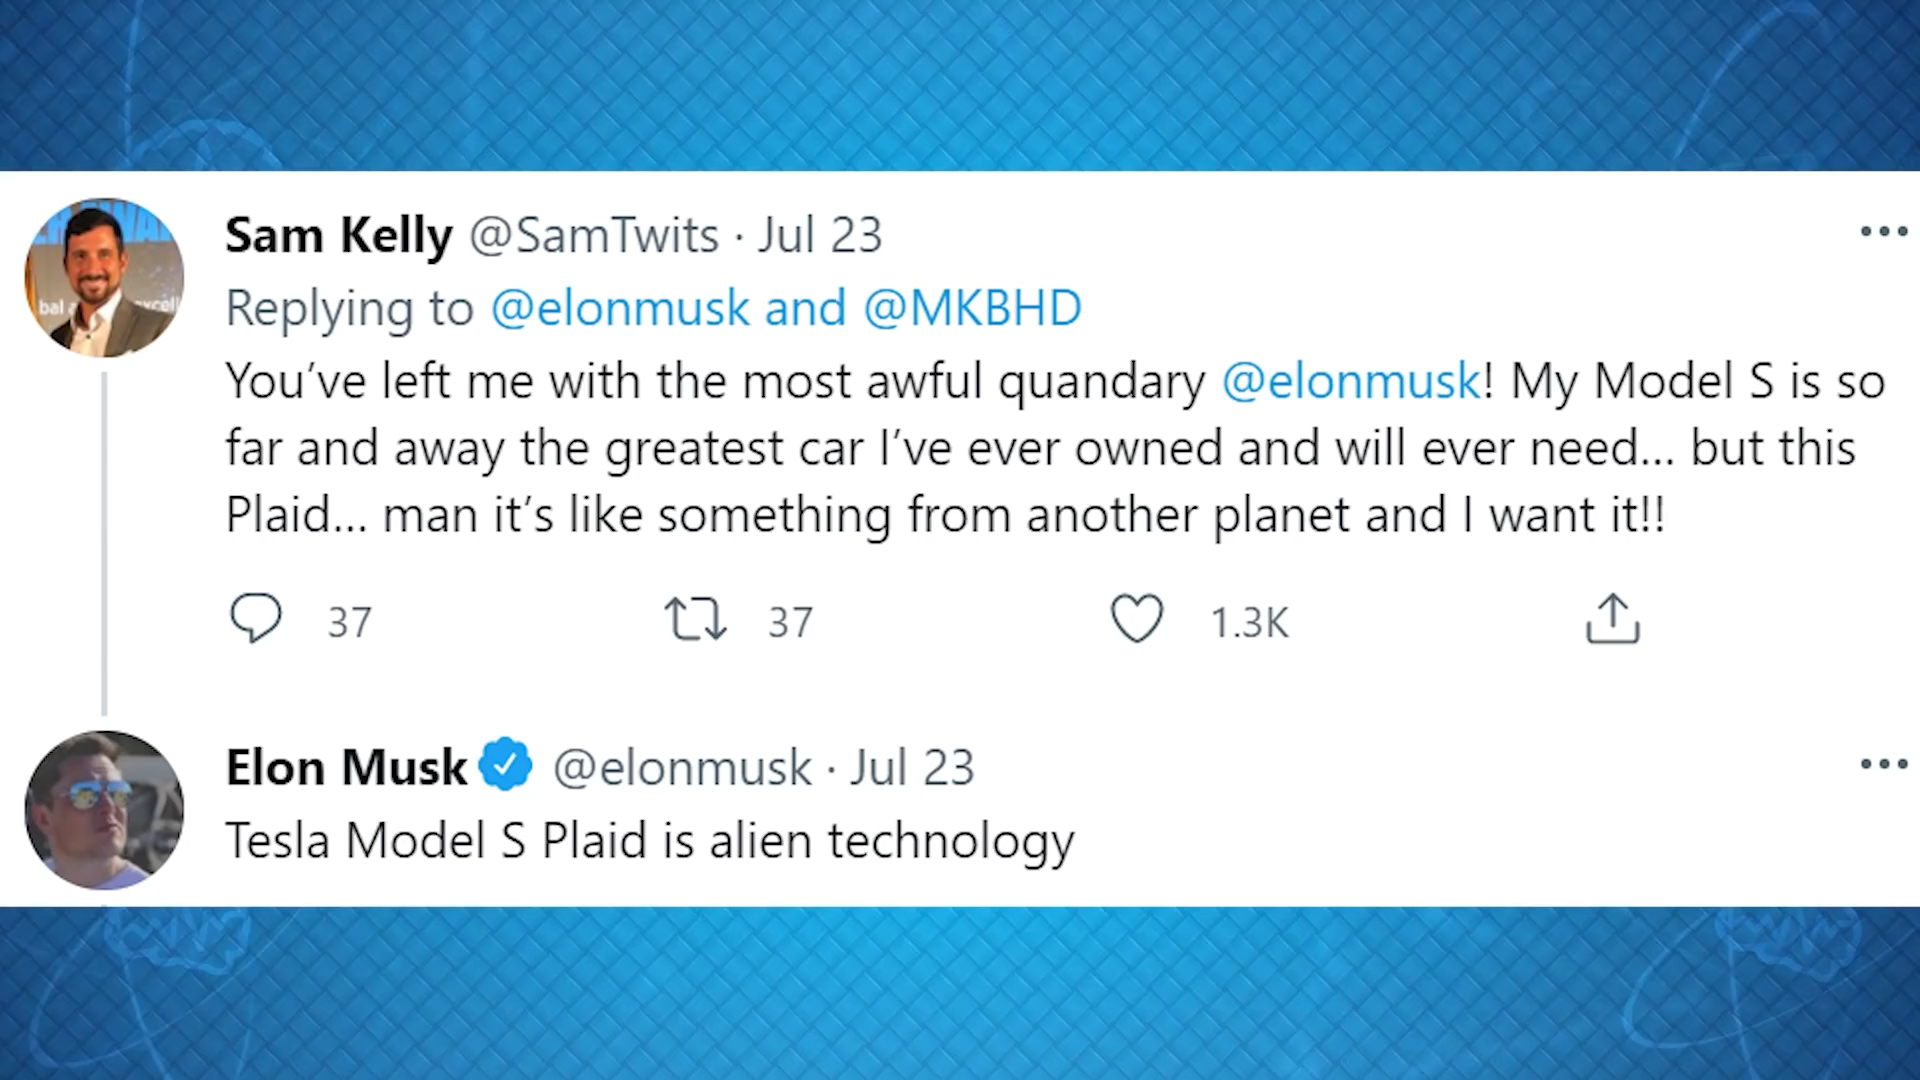 Sam Kelly @SamTwits · Jul 23
Replying to @elonmusk and @MKBHD
You’ve left me with the most awful quandary @elonmusk! My Model S is so
far and away the greatest car I’ve ever owned and will ever need... but this
Plaid... man it’s like something from another planet and I want it!!
37 37 1.3K
Elon Musk @elonmusk · Jul 23
Tesla Model S Plaid is alien technology